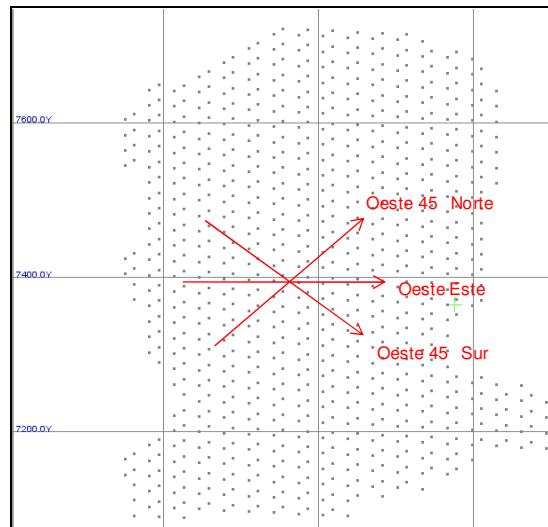 7600.0Y
Oeste 45 Norte
7400.0Y
Oeste-Este
Oeste 45 Sur
7200.0Y